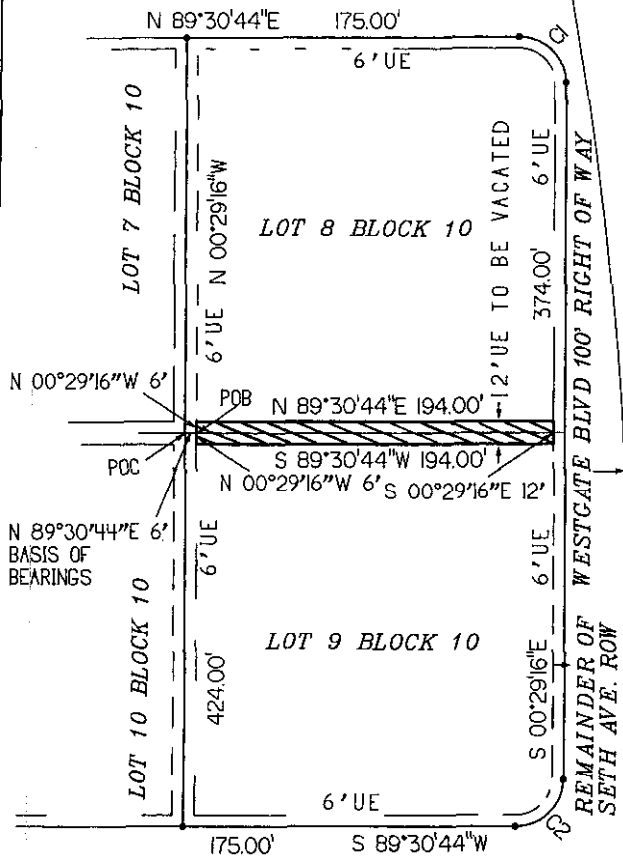 N 89°30'44"E 175.00'
C1
6' UE
LOT 7 BLOCK 10
6' UE N 00°29'16"W
LOT 8 BLOCK 10
12' UE TO BE VACATED
6' UE
374.00'
WESTGATE BLVD 100' RIGHT OF WAY
N 00°29'16"W 6'
POB
N 89°30'44"E 194.00'
POC
S 89°30'44"W 194.00'
N 00°29'16"W 6'
S 00°29'16"E 12'
N 89°30'44"E 6'
BASIS OF
BEARINGS
6' UE
6' UE
LOT 10 BLOCK 10
424.00'
LOT 9 BLOCK 10
S 00°29'16"E
REMAINDER OF
SETH AVE. ROW
6' UE
C2
175.00' S 89°30'44"W